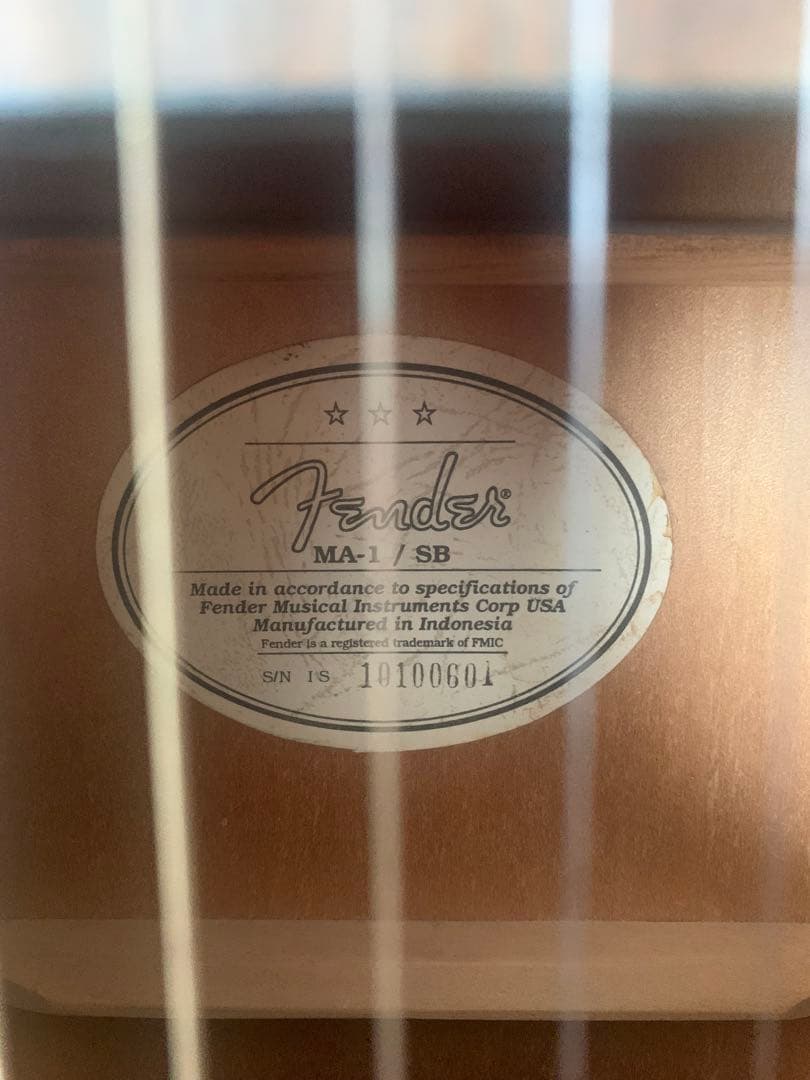 Fender®
MA-1 / SB
Made in accordance to specifications of
Fender Musical Instruments Corp USA
Manufactured in Indonesia
Fender is a registered trademark of FMIC
S/N IS 10100601